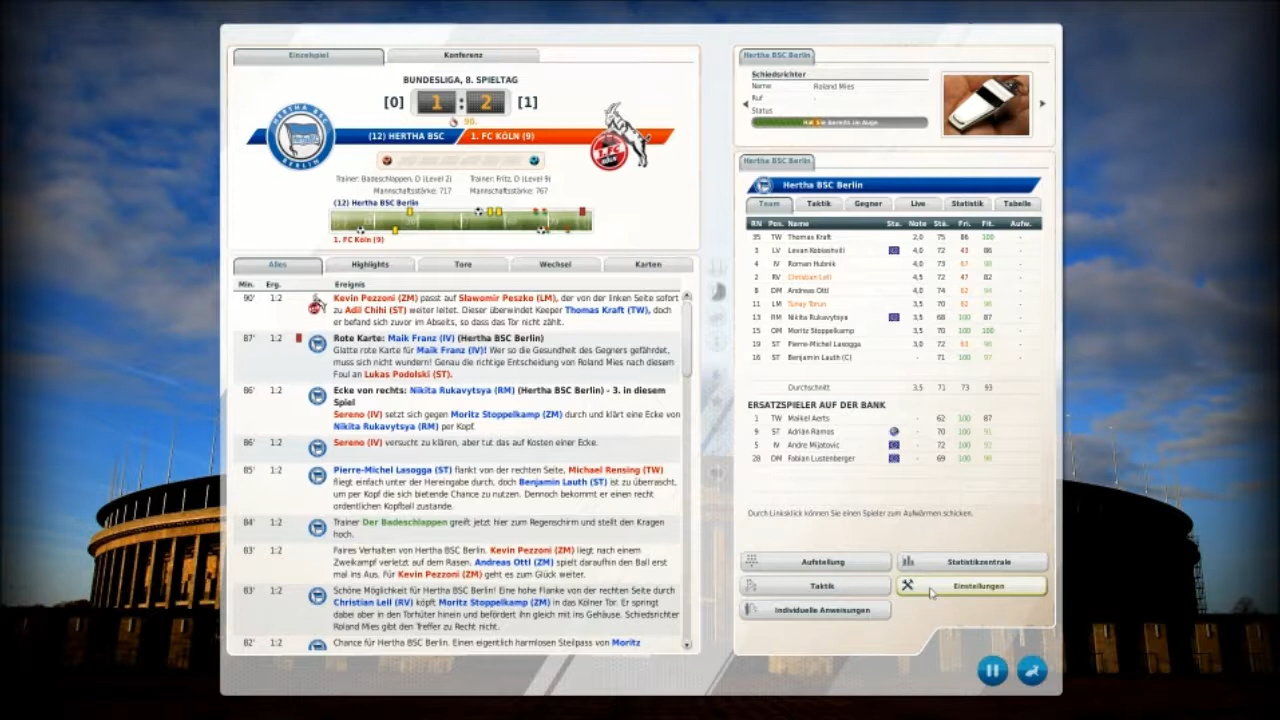 Einzelspiel
Konferenz
BUNDESLIGA, 8. SPIELTAG
[0] 1 : 2 [1]
90.
(12) HERTHA BSC
1. FC KÖLN (9)
HERTHA BSC
BERLIN
1.FC
Trainer: Badeschlappen, D (Level 2)
Trainer: Fritz, D (Level 9)
Mannschaftsstärke: 717
Mannschaftsstärke: 767
(12) Hertha BSC Berlin
1. FC Köln (9)
Alles
Highlights
Tore
Wechsel
Karten
Min. Erg. Ereignis
90' 1:2 Kevin Pezzoni (ZM) passt auf Slawomir Peszko (LM), der von der linken Seite sofort
zu Adil Chihi (ST) weiter leitet. Dieser überwindet Keeper Thomas Kraft (TW), doch
er befand sich zuvor im Abseits, so dass das Tor nicht zählt.
87' 1:2 Rote Karte: Maik Franz (IV) (Hertha BSC Berlin)
Glatte rote Karte für Maik Franz (IV)! Wer so die Gesundheit des Gegners gefährdet,
muss sich nicht wundern! Genau die richtige Entscheidung von Roland Mies nach diesem
Foul an Lukas Podolski (ST).
86' 1:2 Ecke von rechts: Nikita Rukavytsya (RM) (Hertha BSC Berlin) - 3. in diesem
Spiel
Sereno (IV) setzt sich gegen Moritz Stoppelkamp (ZM) durch und klärt eine Ecke von
Nikita Rukavytsya (RM) per Kopf.
86' 1:2 Sereno (IV) versucht zu klären, aber tut das auf Kosten einer Ecke.
85' 1:2 Pierre-Michel Lasogga (ST) flankt von der rechten Seite, Michael Rensing (TW)
fliegt einfach unter der Hereingabe durch, doch Benjamin Lauth (ST) ist zu überrascht,
um per Kopf die sich bietende Chance zu nutzen. Dennoch bekommt er einen recht
ordentlichen Kopfball zustande.
84' 1:2 Trainer Der Badeschlappen greift jetzt hier zum Regenschirm und stellt den Kragen
hoch.
83' 1:2 Faires Verhalten von Hertha BSC Berlin. Kevin Pezzoni (ZM) liegt nach einem
Zweikampf verletzt auf dem Rasen. Andreas Ottl (ZM) spielt daraufhin den Ball erst
mal ins Aus. Für Kevin Pezzoni (ZM) geht es zum Glück weiter.
83' 1:2 Schöne Möglichkeit für Hertha BSC Berlin! Eine hohe Flanke von der rechten Seite durch
Christian Lell (RV) köpft Moritz Stoppelkamp (ZM) in das Kölner Tor. Er springt
dabei aber in den Torhüter hinein und befördert ihn gleich mit ins Gehäuse. Schiedsrichter
Roland Mies gibt den Treffer zu Recht nicht.
82' 1:2 Chance für Hertha BSC Berlin. Einen eigentlich harmlosen Steilpass von Moritz
Hertha BSC Berlin
Schiedsrichter
Name Roland Mies
Ruf -
Status
Hat Sie bereits im Auge
Hertha BSC Berlin
Hertha BSC Berlin
Team
Taktik
Gegner
Live
Statistik
Tabelle
RN Pos. Name Sta. Note Stä. Fri. Fit. Aufw.
35 TW Thomas Kraft 2,0 75 86 100 -
3 LV Levan Kobiashvili 4,0 72 43 86 -
4 IV Roman Hubnik 4,0 73 67 98 -
2 RV Christian Lell 4,5 72 47 82 -
8 DM Andreas Ottl 4,0 74 62 94 -
11 LM Tunay Torun 3,5 70 62 96 -
13 RM Nikita Rukavytsya 3,5 68 100 87 -
15 OM Moritz Stoppelkamp 3,5 70 100 100 -
19 ST Pierre-Michel Lasogga 3,0 72 63 98 -
16 ST Benjamin Lauth (C) - 71 100 97 -
Durchschnitt 3,5 71 73 93
ERSATZSPIELER AUF DER BANK
1 TW Maikel Aerts - 62 100 87
9 ST Adrián Ramos - 70 100 91
5 IV Andre Mijatovic - 72 100 92
28 DM Fabian Lustenberger - 69 100 98
Durch Linksklick können Sie einen Spieler zum Aufwärmen schicken.
Aufstellung
Statistikzentrale
Taktik
Einstellungen
Individuelle Anweisungen